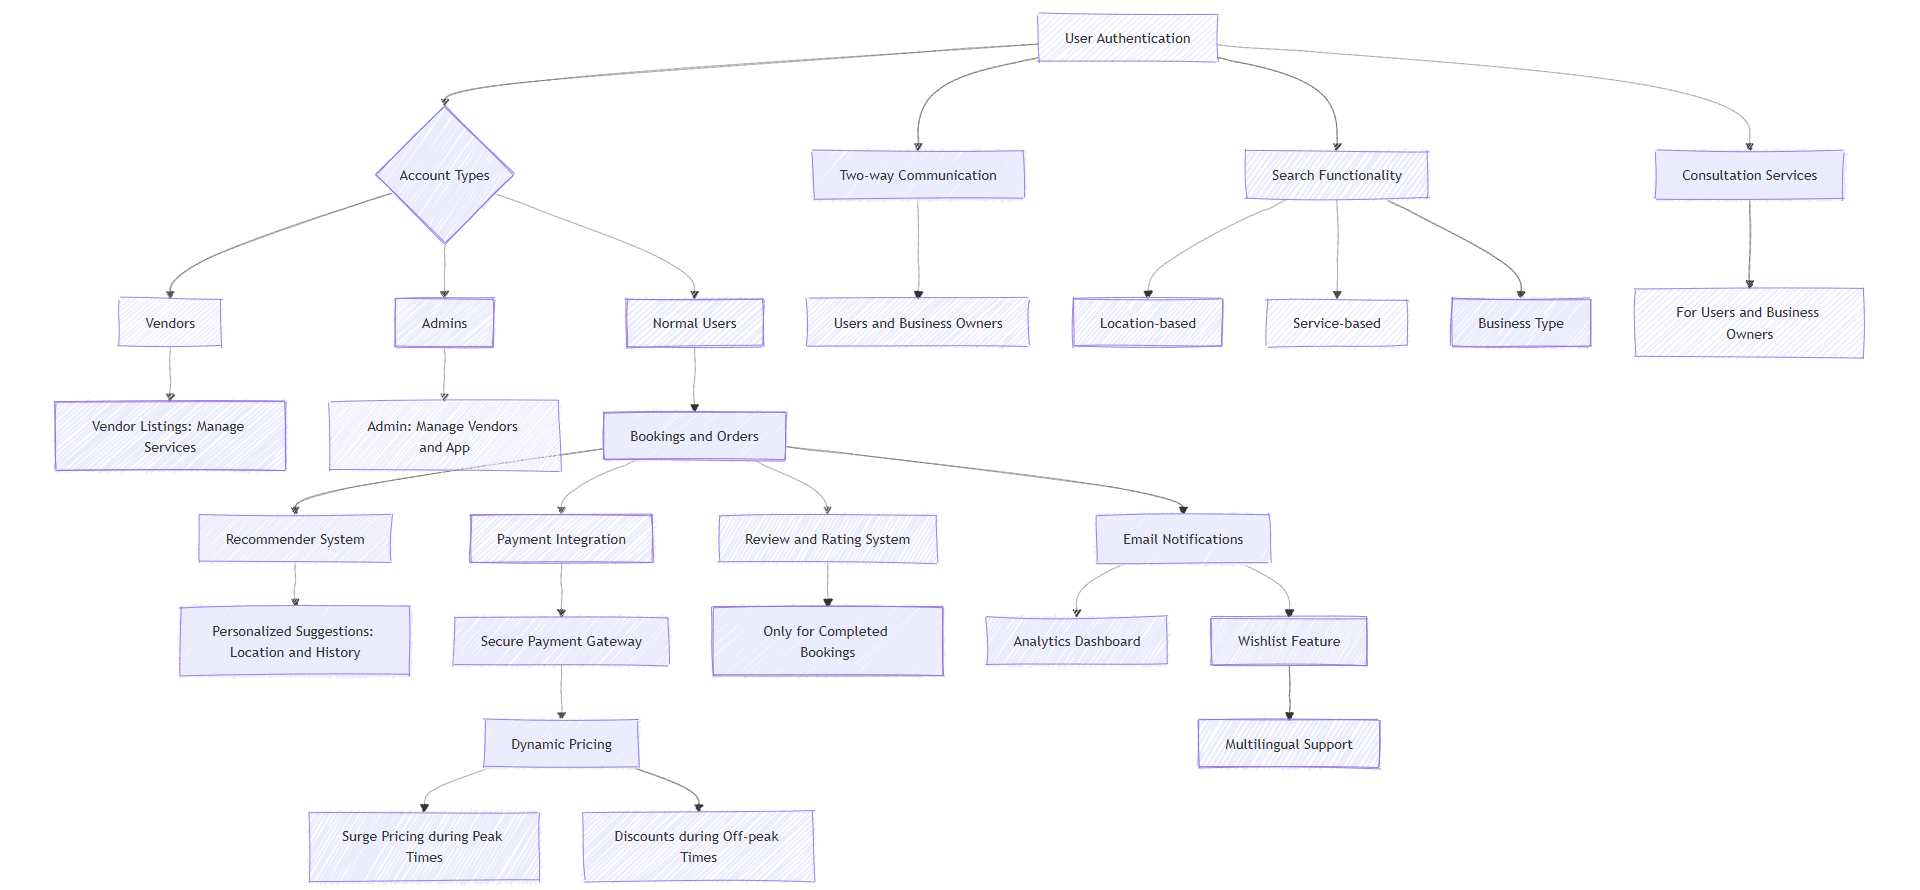 User Authentication
Account Types
Two-way Communication
Search Functionality
Consultation Services
Vendors
Admins
Normal Users
Users and Business Owners
Location-based
Service-based
Business Type
For Users and Business
Owners
Vendor Listings: Manage
Services
Admin: Manage Vendors
and App
Bookings and Orders
Recommender System
Payment Integration
Review and Rating System
Email Notifications
Personalized Suggestions:
Location and History
Secure Payment Gateway
Only for Completed
Bookings
Analytics Dashboard
Wishlist Feature
Dynamic Pricing
Multilingual Support
Surge Pricing during Peak
Times
Discounts during Off-peak
Times